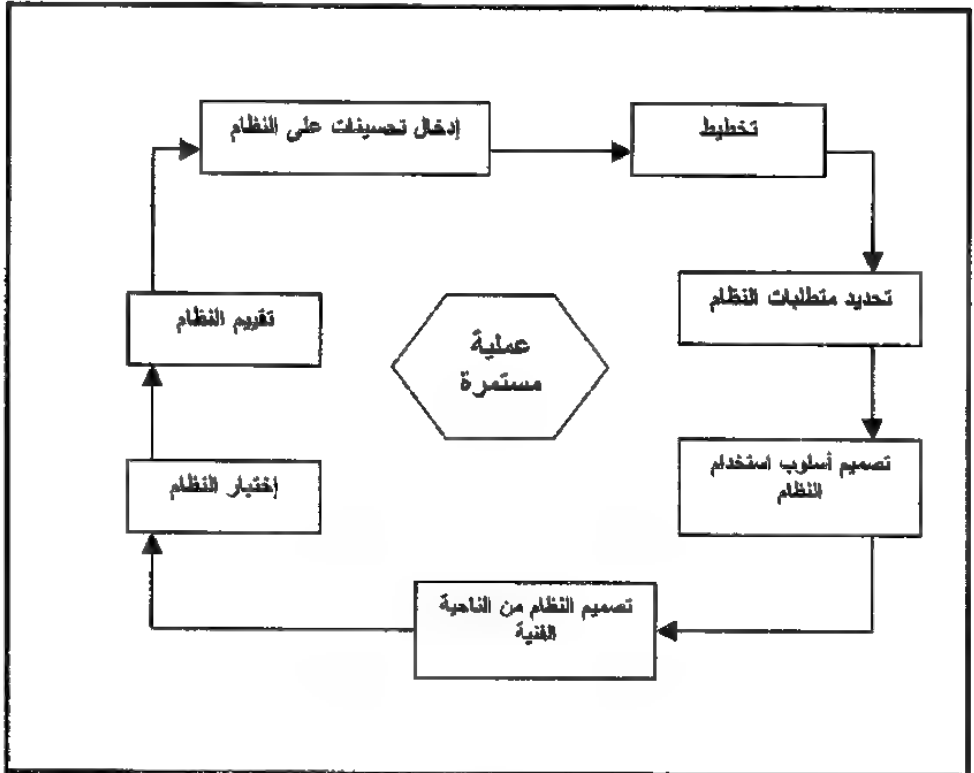 إدخال تحسينات على النظام
تخطيط
تحديد متطلبات النظام
تصميم أسلوب استخدام
النظام
تصميم النظام من الناحية
الفنية
إختبار النظام
تقييم النظام
عملية
مستمرة